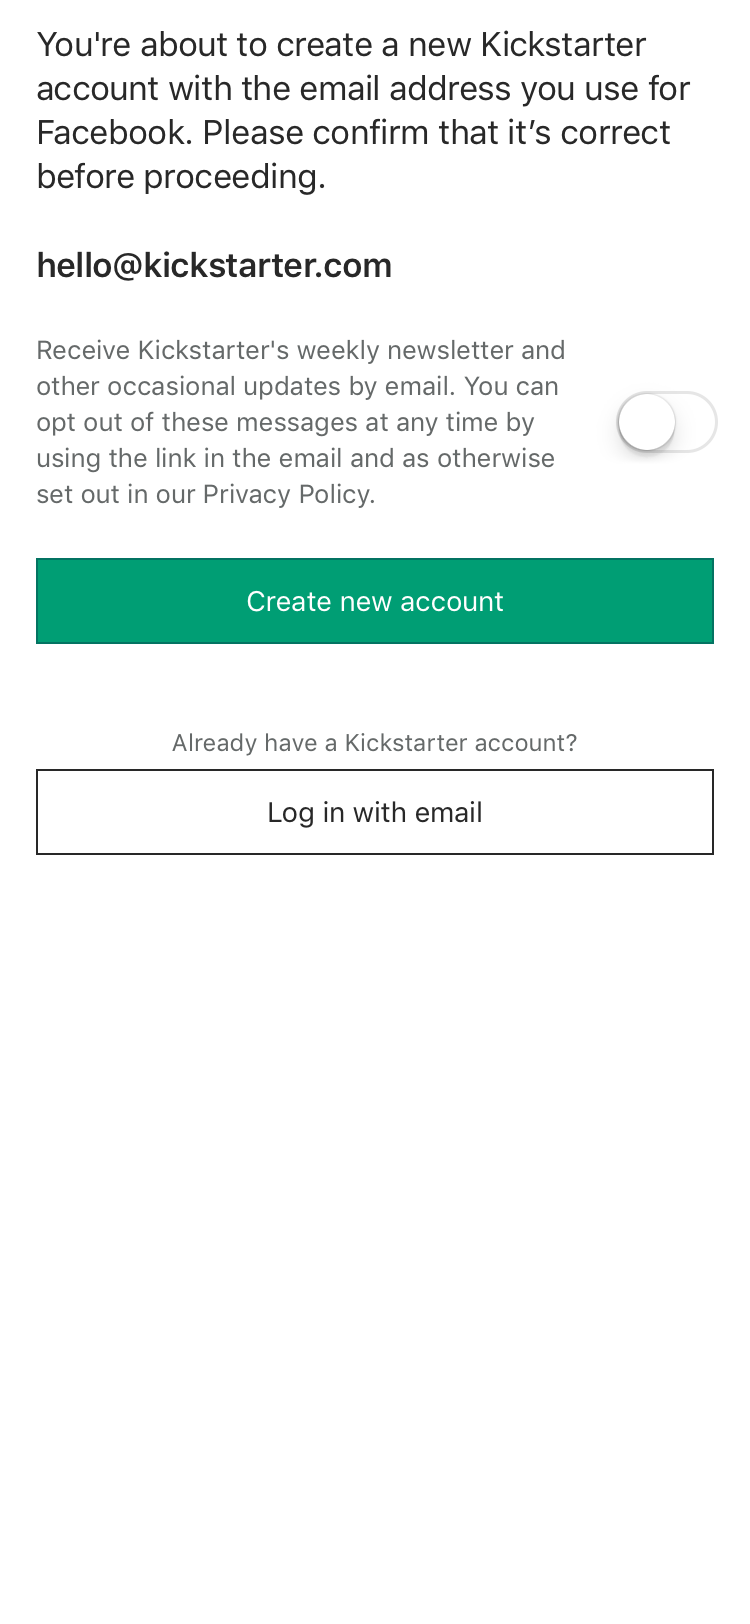 You're about to create a new Kickstarter
account with the email address you use for
Facebook. Please confirm that it’s correct
before proceeding.
hello@kickstarter.com
Receive Kickstarter's weekly newsletter and
other occasional updates by email. You can
opt out of these messages at any time by
using the link in the email and as otherwise
set out in our Privacy Policy.
Create new account
Already have a Kickstarter account?
Log in with email